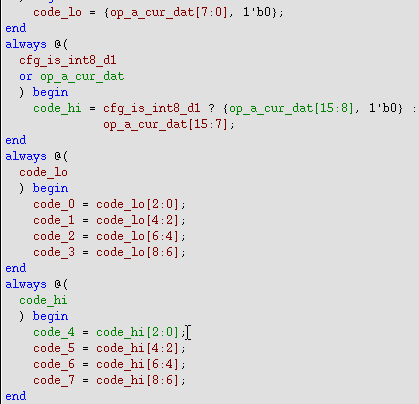 code_lo = {op_a_cur_dat[7:0], 1'b0};
end
always @(
cfg_is_int8_d1
or op_a_cur_dat
) begin
code_hi = cfg_is_int8_d1 ? {op_a_cur_dat[15:8], 1'b0} :
op_a_cur_dat[15:7];
end
always @(
code_lo
) begin
code_0 = code_lo[2:0];
code_1 = code_lo[4:2];
code_2 = code_lo[6:4];
code_3 = code_lo[8:6];
end
always @(
code_hi
) begin
code_4 = code_hi[2:0];
code_5 = code_hi[4:2];
code_6 = code_hi[6:4];
code_7 = code_hi[8:6];
end